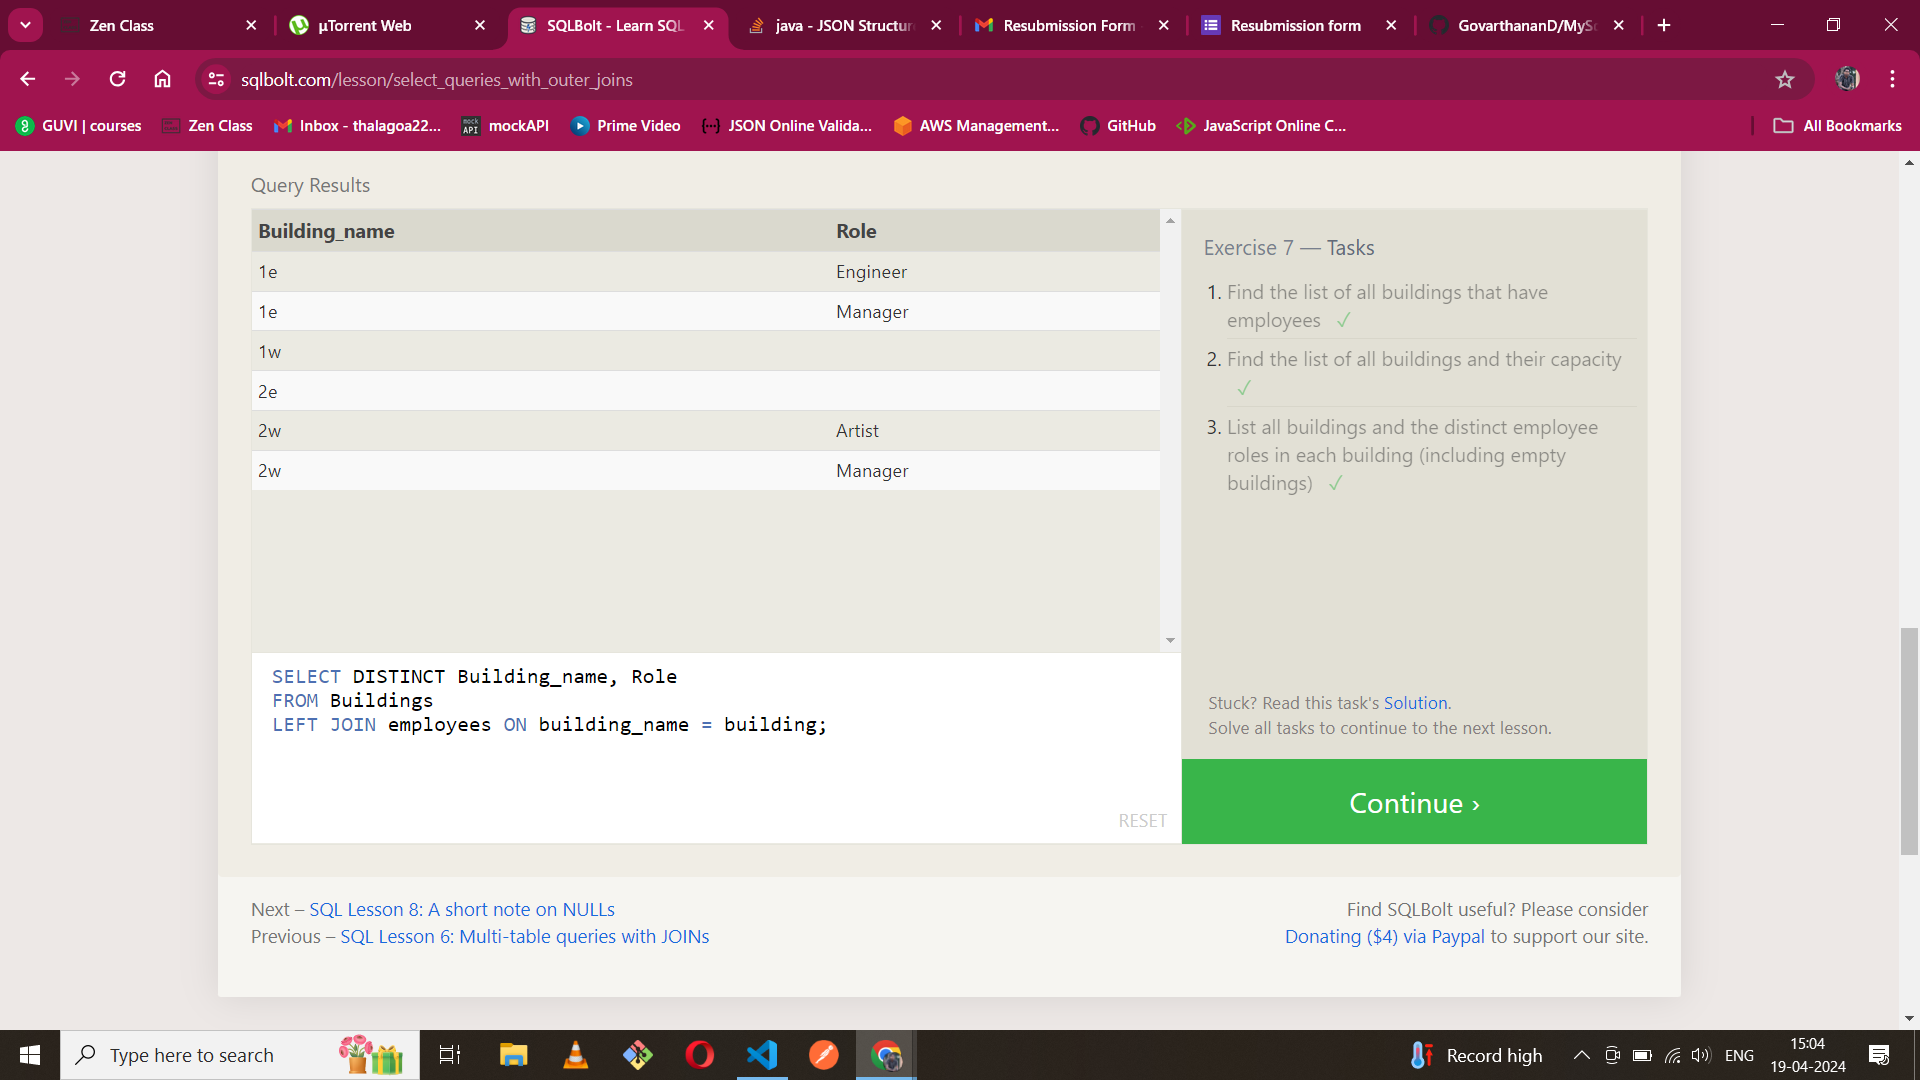 Zen Class
µTorrent Web
SQLBolt - Learn SQL
java - JSON Structur
Resubmission Form -
Resubmission form
GovarthananD/MySc
sqlbolt.com/lesson/select_queries_with_outer_joins
GUVI | courses
Zen Class
Inbox - thalagoa22...
mock API mockAPI
Prime Video
JSON Online Valida...
AWS Management...
GitHub
JavaScript Online C...
All Bookmarks
Query Results
Building_name Role
1e Engineer
1e Manager
1w
2e
2w Artist
2w Manager
Exercise 7 — Tasks
1. Find the list of all buildings that have
employees ✓
2. Find the list of all buildings and their capacity
✓
3. List all buildings and the distinct employee
roles in each building (including empty
buildings) ✓
SELECT DISTINCT Building_name, Role
FROM Buildings
LEFT JOIN employees ON building_name = building;
RESET
Stuck? Read this task's Solution.
Solve all tasks to continue to the next lesson.
Continue ›
Next – SQL Lesson 8: A short note on NULLs
Previous – SQL Lesson 6: Multi-table queries with JOINs
Find SQLBolt useful? Please consider
Donating ($4) via Paypal to support our site.
Type here to search
Record high
ENG
15:04
19-04-2024